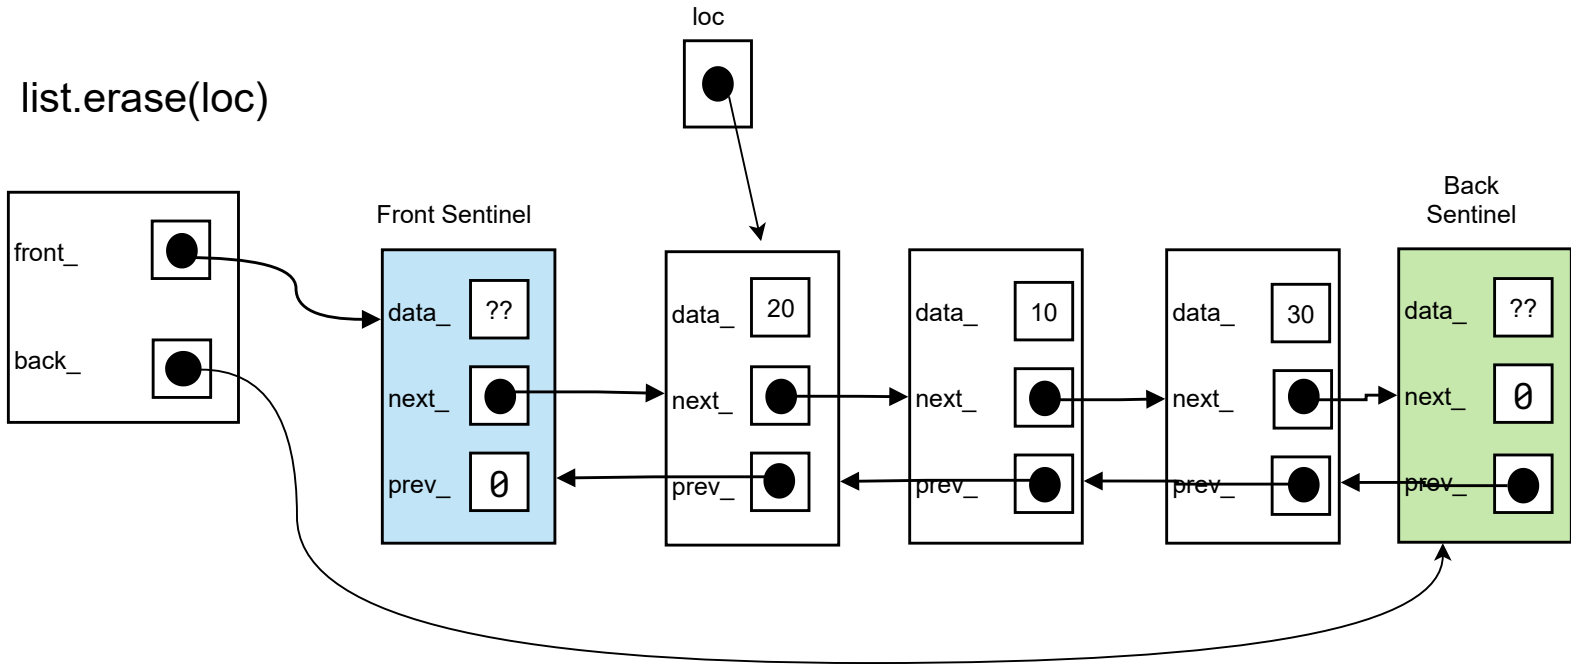 loc
list.erase(loc)
front_
back_
Front Sentinel
data_ ??
next_
prev_ 0
data_ 20
next_
prev_
data_ 10
next_
prev_
data_ 30
next_
prev_
Back
Sentinel
data_ ??
next_ 0
prev_